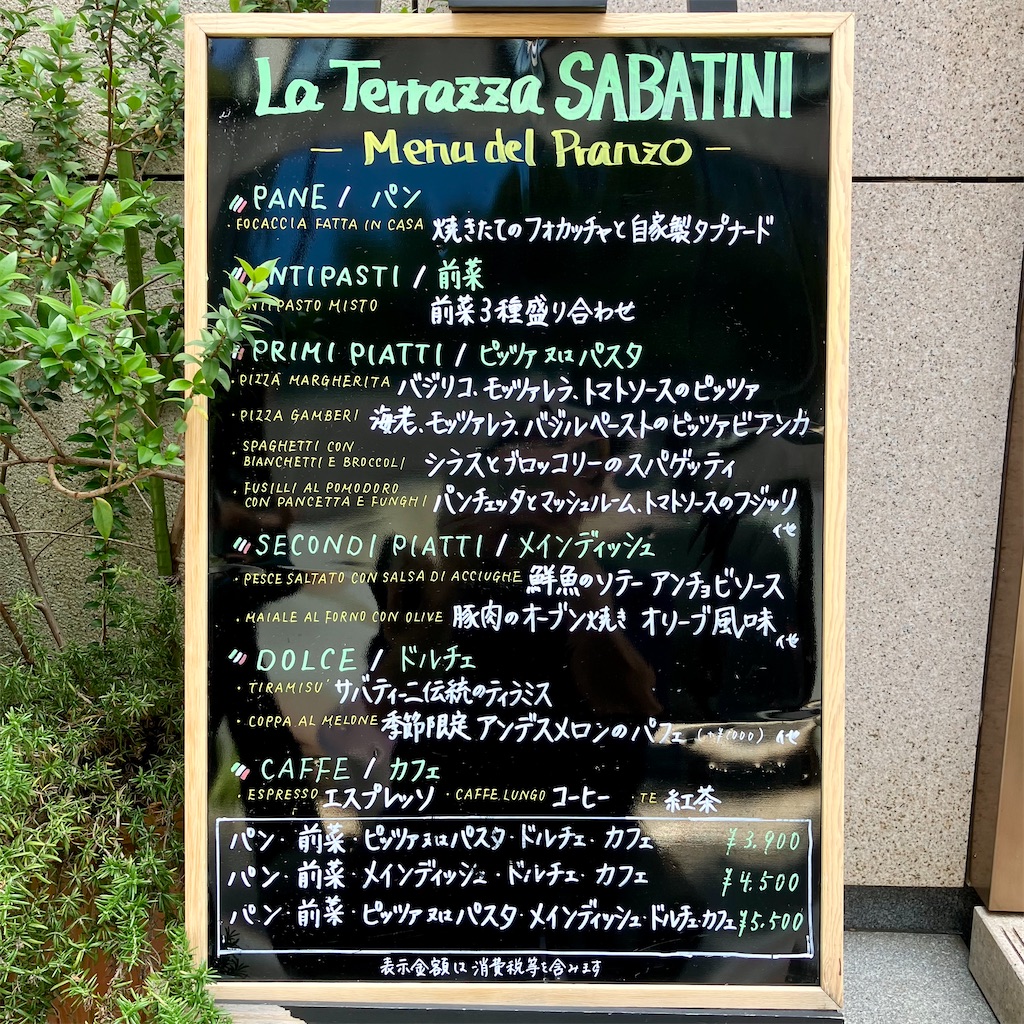 La Terrazza SABATINI
— Menu del Pranzo —
PANE / パン
・FOCACCIA FATTA IN CASA 焼きたてのフォカッチャと自家製タプナード
ANTIPASTI / 前菜
ANTIPASTO MISTO 前菜3種盛り合わせ
PRIMI PIATTI / ピッツァ又はパスタ
・PIZZA MARGHERITA バジリコ、モッツァレラ、トマトソースのピッツァ
・PIZZA GAMBERI 海老、モッツァレラ、バジルペーストのピッツァビアンカ
・SPAGHETTI CON
BIANCHETTI E BROCCOLI シラスとブロッコリーのスパゲッティ
・FUSILLI AL POMODORO
CON PANCETTA E FUNGHI パンチェッタとマッシュルーム、トマトソースのフジッリ
他
SECONDI PIATTI / メインディッシュ
・PESCE SALTATO CON SALSA DI ACCIUGHE 鮮魚のソテー アンチョビソース
・MAIALE AL FORNO CON OLIVE 豚肉のオーブン焼き オリーブ風味
他
DOLCE / ドルチェ
・TIRAMISU' サバティーニ伝統のティラミス
・COPPA AL MELONE 季節限定 アンデスメロンのパフェ (+¥1,000) 他
CAFFE / カフェ
・ESPRESSO エスプレッソ ・CAFFE LUNGO コーヒー ・TE 紅茶
パン・前菜・ピッツァ又はパスタ・ドルチェ・カフェ ¥3.900
パン・前菜・メインディッシュ・ドルチェ・カフェ ¥4.500
パン・前菜・ピッツァ又はパスタ・メインディッシュ・ドルチェ・カフェ ¥5.500
表示金額は消費税等を含みます